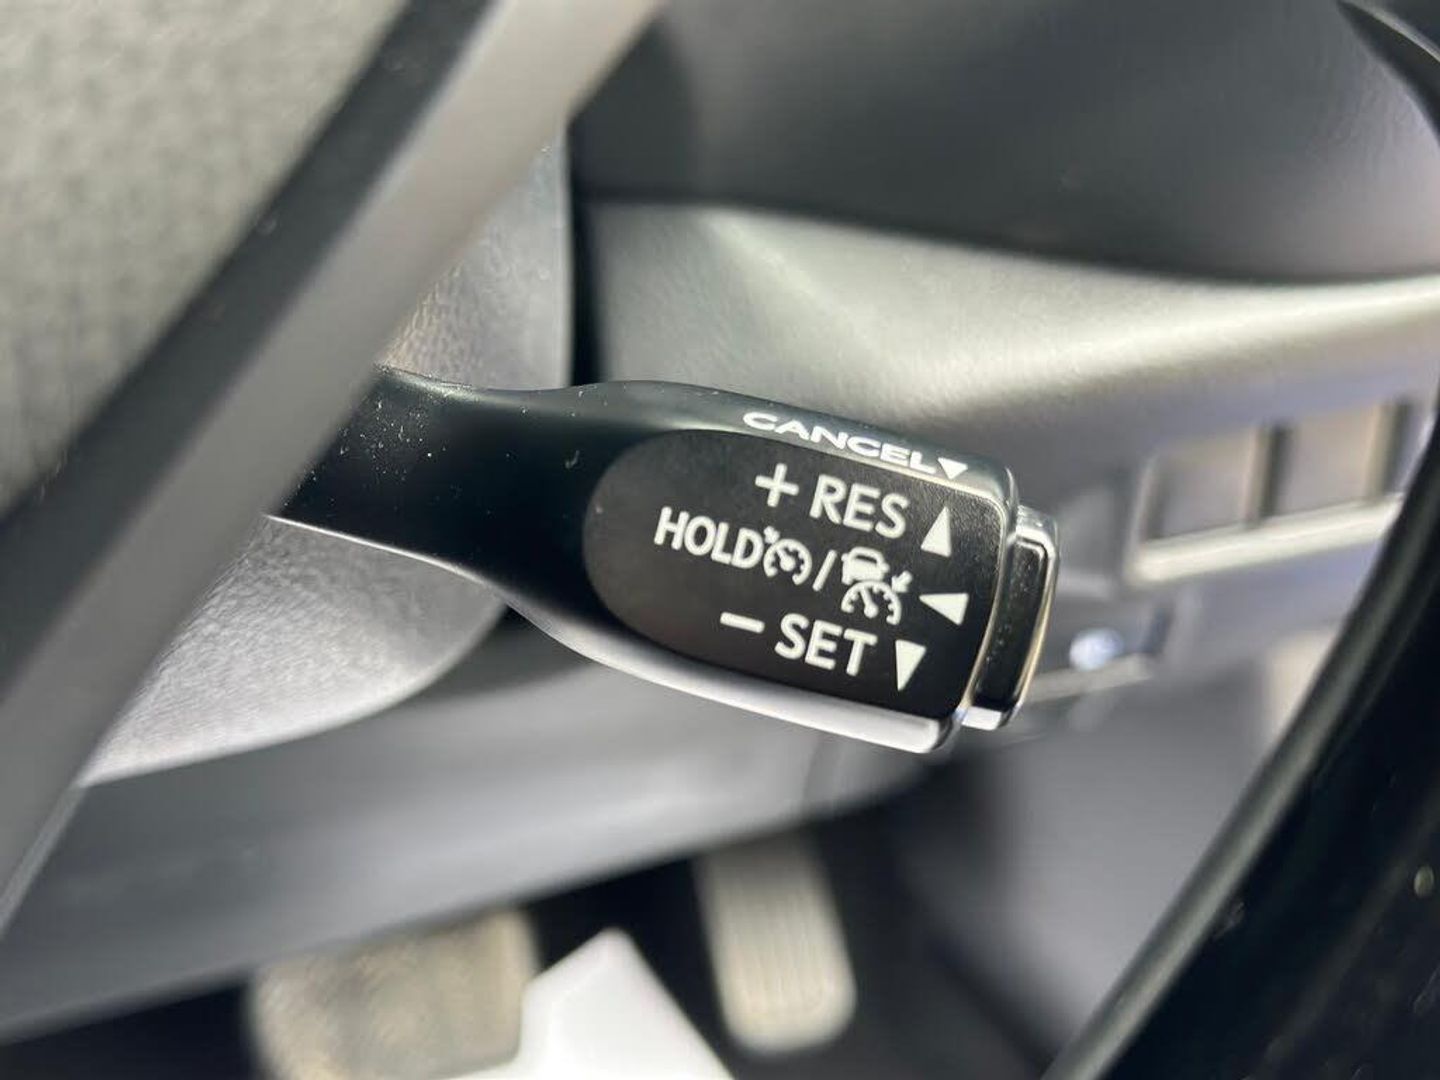 CANCEL
+ RES
HOLD /
− SET